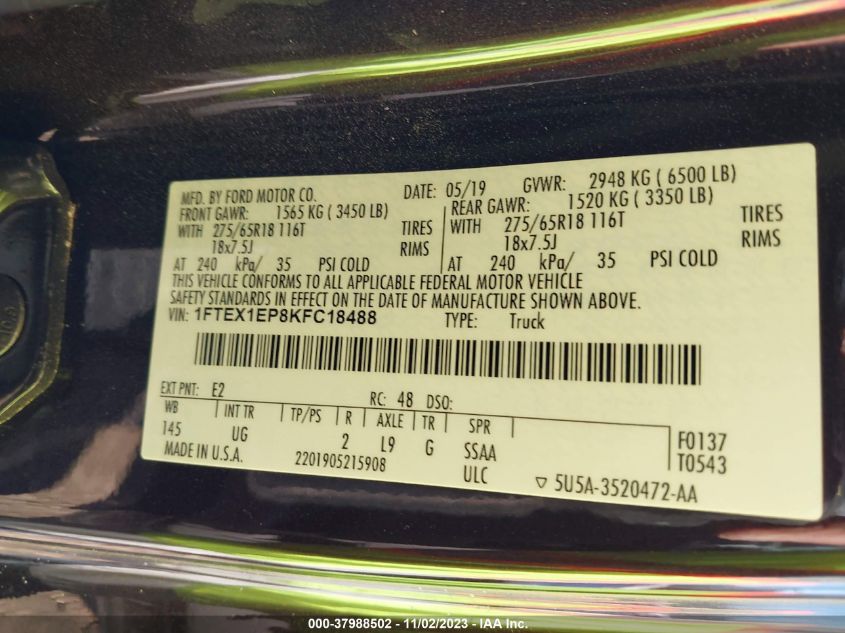 MFD. BY FORD MOTOR CO. DATE: 05/19 GVWR: 2948 KG ( 6500 LB)
FRONT GAWR: 1565 KG ( 3450 LB) REAR GAWR: 1520 KG ( 3350 LB)
WITH 275/65R18 116T TIRES WITH 275/65R18 116T TIRES
18x7.5J RIMS 18x7.5J RIMS
AT 240 kPa/ 35 PSI COLD AT 240 kPa/ 35 PSI COLD
THIS VEHICLE CONFORMS TO ALL APPLICABLE FEDERAL MOTOR VEHICLE
SAFETY STANDARDS IN EFFECT ON THE DATE OF MANUFACTURE SHOWN ABOVE.
VIN: 1FTEX1EP8KFC18488 TYPE: Truck
EXT PNT: E2 RC: 48 DSO:
WB INT TR TP/PS R AXLE TR SPR
145 UG 2 L9 G SSAA F0137
MADE IN U.S.A. 2201905215908 ULC T0543
▽ 5U5A-3520472-AA
000-37988502 - 11/02/2023 - © IAA Inc.